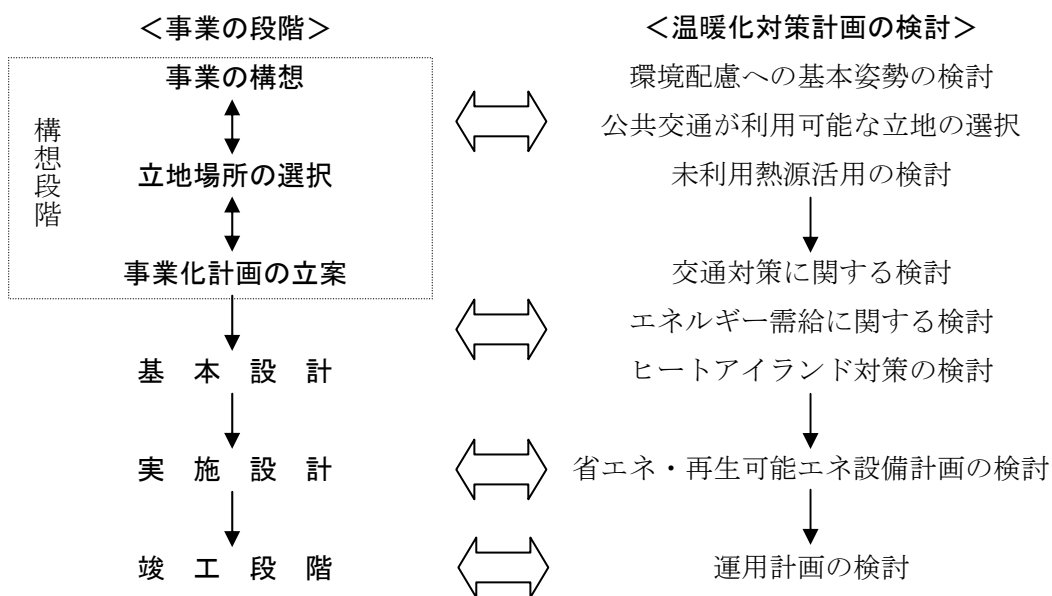 ＜事業の段階＞
事業の構想
立地場所の選択
事業化計画の立案
構想段階
基　本　設　計
実　施　設　計
竣　工　段　階
＜温暖化対策計画の検討＞
環境配慮への基本姿勢の検討
公共交通が利用可能な立地の選択
未利用熱源活用の検討
交通対策に関する検討
エネルギー需給に関する検討
ヒートアイランド対策の検討
省エネ・再生可能エネ設備計画の検討
運用計画の検討